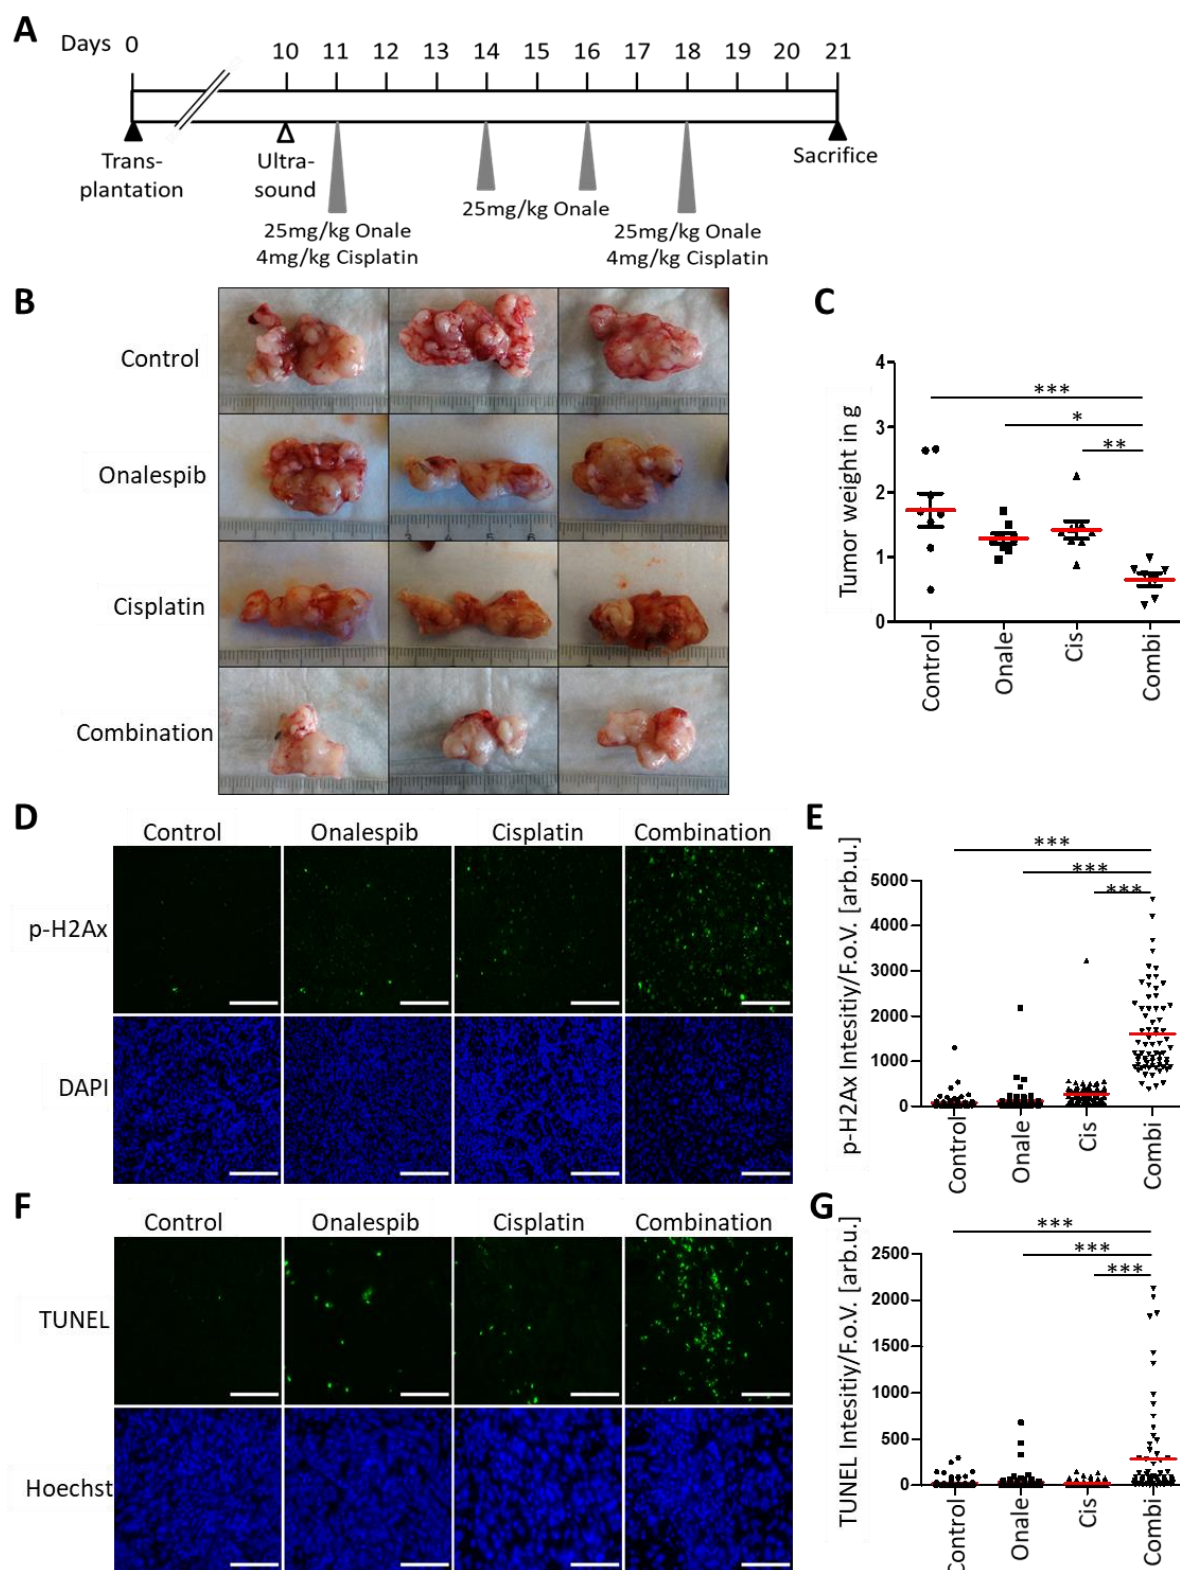 A
Days 0 10 11 12 13 14 15 16 17 18 19 20 21
Trans-
plantation
Ultra-
sound
Sacrifice
25mg/kg Onale
4mg/kg Cisplatin
25mg/kg Onale
25mg/kg Onale
4mg/kg Cisplatin
B
Control
Onalespib
Cisplatin
Combination
C
Tumor weight in g
4
3
2
1
0
***
*
**
Control
Onale
Cis
Combi
D
Control Onalespib Cisplatin Combination
p-H2Ax
DAPI
E
p-H2Ax Intesitiy/F.o.V. [arb.u.]
5000
4000
3000
2000
1000
0
***
***
***
Control
Onale
Cis
Combi
F
Control Onalespib Cisplatin Combination
TUNEL
Hoechst
G
TUNEL Intesitiy/F.o.V. [arb.u.]
2500
2000
1500
1000
500
0
***
***
***
Control
Onale
Cis
Combi